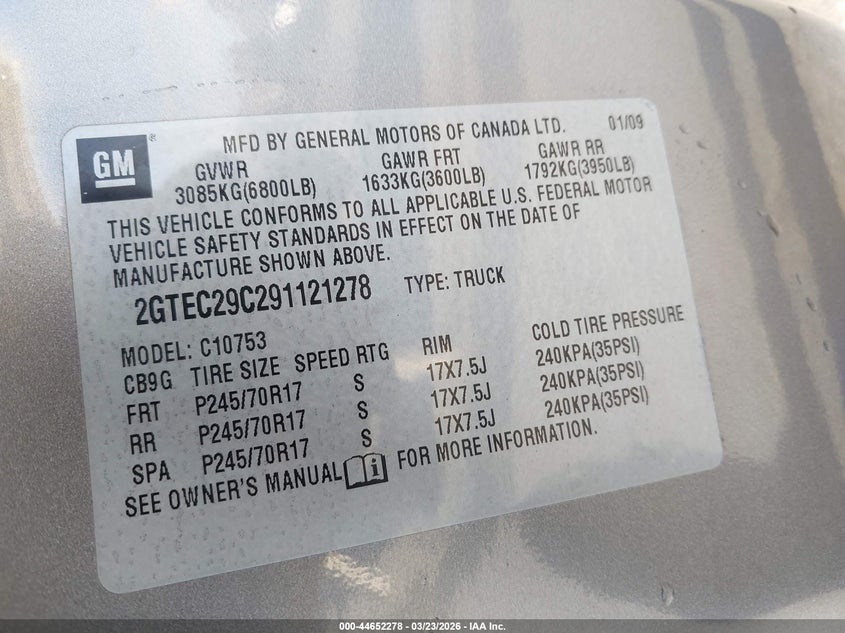 GM
MFD BY GENERAL MOTORS OF CANADA LTD. 01/09
GVWR GAWR FRT GAWR RR
3085KG(6800LB) 1633KG(3600LB) 1792KG(3950LB)
THIS VEHICLE CONFORMS TO ALL APPLICABLE U.S. FEDERAL MOTOR
VEHICLE SAFETY STANDARDS IN EFFECT ON THE DATE OF
MANUFACTURE SHOWN ABOVE.
2GTEC29C291121278 TYPE: TRUCK
MODEL: C10753
CB9G TIRE SIZE SPEED RTG RIM COLD TIRE PRESSURE
FRT P245/70R17 S 17X7.5J 240KPA(35PSI)
RR P245/70R17 S 17X7.5J 240KPA(35PSI)
SPA P245/70R17 S 17X7.5J 240KPA(35PSI)
SEE OWNER'S MANUAL i FOR MORE INFORMATION.
000-44652278 - 03/23/2026 - IAA Inc.